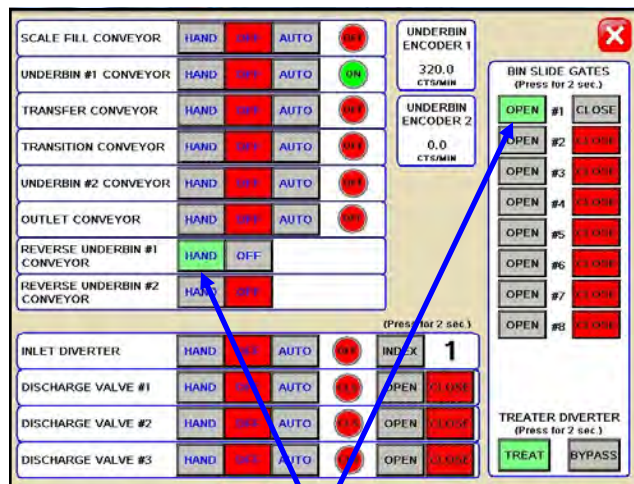 SCALE FILL CONVEYOR HAND OFF AUTO OFF
UNDERBIN #1 CONVEYOR HAND OFF AUTO ON
TRANSFER CONVEYOR HAND OFF AUTO OFF
TRANSITION CONVEYOR HAND OFF AUTO OFF
UNDERBIN #2 CONVEYOR HAND OFF AUTO OFF
OUTLET CONVEYOR HAND OFF AUTO OFF
REVERSE UNDERBIN #1
CONVEYOR HAND OFF
REVERSE UNDERBIN #2
CONVEYOR HAND OFF
UNDERBIN
ENCODER 1
320.0
CTS/MIN
UNDERBIN
ENCODER 2
0.0
CTS/MIN
(Press for 2 sec.)
INLET DIVERTER HAND OFF AUTO OFF INDEX 1
DISCHARGE VALVE #1 HAND OFF AUTO CLS OPEN CLOSE
DISCHARGE VALVE #2 HAND OFF AUTO CLS OPEN CLOSE
DISCHARGE VALVE #3 HAND OFF AUTO CLS OPEN CLOSE
BIN SLIDE GATES
(Press for 2 sec.)
OPEN #1 CLOSE
OPEN #2 CLOSE
OPEN #3 CLOSE
OPEN #4 CLOSE
OPEN #5 CLOSE
OPEN #6 CLOSE
OPEN #7 CLOSE
OPEN #8 CLOSE
TREATER DIVERTER
(Press for 2 sec.)
TREAT BYPASS